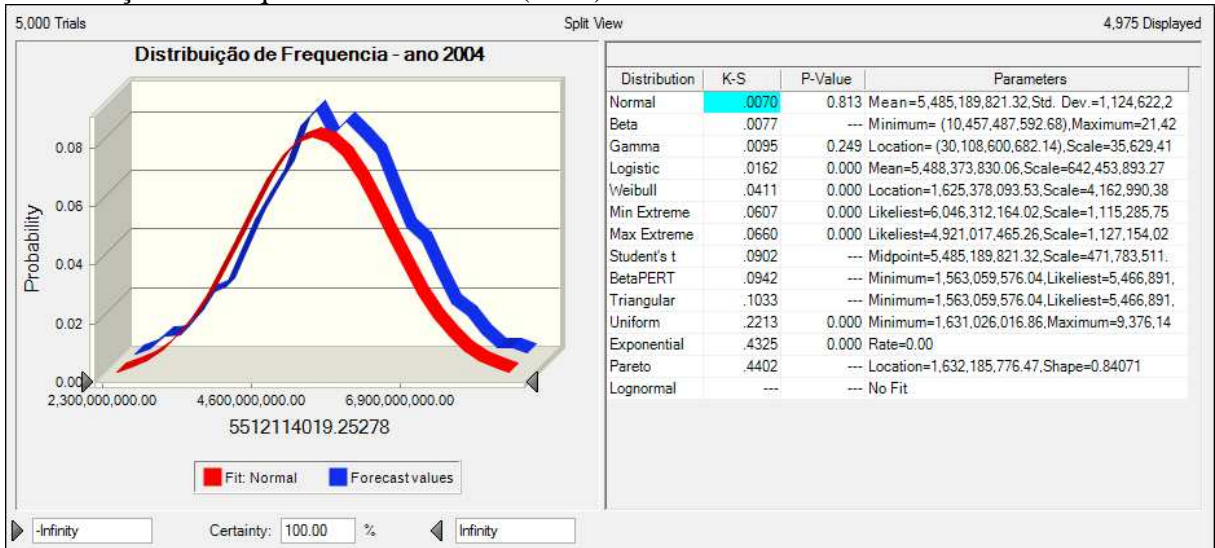 5,000 Trials Split View 4,975 Displayed
Distribuição de Frequencia - ano 2004
Probability
0.08
0.06
0.04
0.02
0.00
2,300,000,000.00 4,600,000,000.00 6,900,000,000.00
5512114019.25278
Fit: Normal Forecast values
Distribution K-S P-Value Parameters
Normal .0070 0.813 Mean=5,485,189,821.32,Std. Dev.=1,124,622,2
Beta .0077 --- Minimum= (10,457,487,592.68),Maximum=21,42
Gamma .0095 0.249 Location= (30,108,600,682.14),Scale=35,629,41
Logistic .0162 0.000 Mean=5,488,373,830.06,Scale=642,453,893.27
Weibull .0411 0.000 Location=1,625,378,093.53,Scale=4,162,990,38
Min Extreme .0607 0.000 Likeliest=6,046,312,164.02,Scale=1,115,285,75
Max Extreme .0660 0.000 Likeliest=4,921,017,465.26,Scale=1,127,154,02
Student's t .0902 --- Midpoint=5,485,189,821.32,Scale=471,783,511.
BetaPERT .0942 --- Minimum=1,563,059,576.04,Likeliest=5,466,891,
Triangular .1033 --- Minimum=1,563,059,576.04,Likeliest=5,466,891,
Uniform .2213 0.000 Minimum=1,631,026,016.86,Maximum=9,376,14
Exponential .4325 0.000 Rate=0.00
Pareto .4402 --- Location=1,632,185,776.47,Shape=0.84071
Lognormal --- --- No Fit
-Infinity Certainty: 100.00 % Infinity